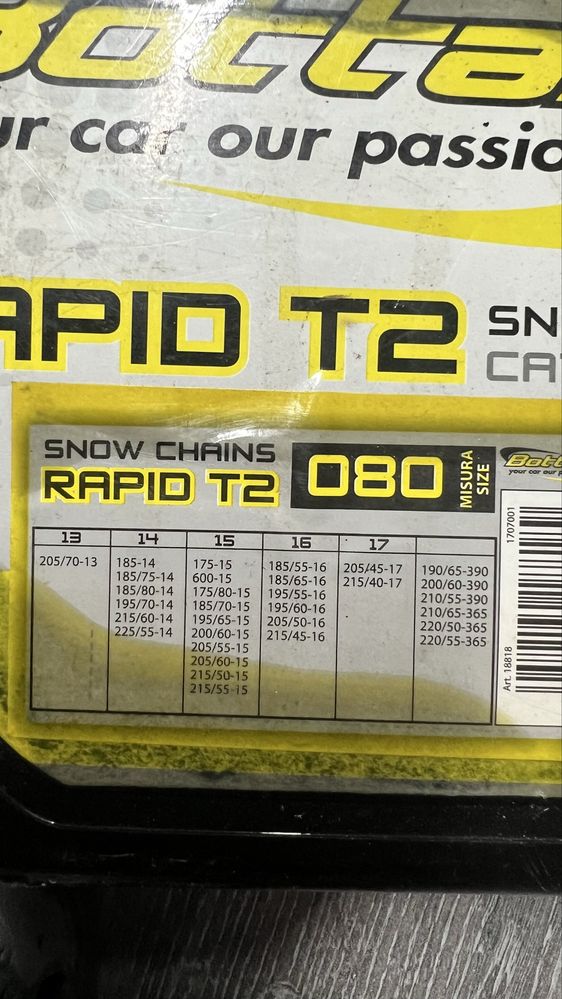 Botta
ur car our passio
APID T2 SN
CA
SNOW CHAINS
RAPID T2
080
MISURA
SIZE
Botta
your car our p
1707001
Art. 18818
13 14 15 16 17
205/70-13
185-14
185/75-14
185/80-14
195/70-14
215/60-14
225/55-14
175-15
600-15
175/80-15
185/70-15
195/65-15
200/60-15
205/55-15
205/60-15
215/50-15
215/55-15
185/55-16
185/65-16
195/55-16
195/60-16
205/50-16
215/45-16
205/45-17
215/40-17
190/65-390
200/60-390
210/55-390
210/65-365
220/50-365
220/55-365